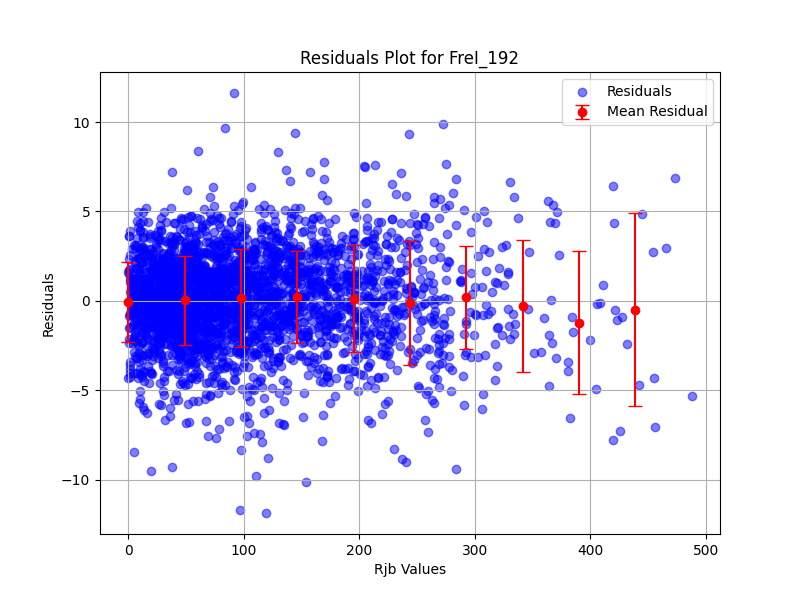 Residuals Plot for FreI_192
Residuals
Mean Residual
10
5
0
−5
−10
Residuals
0 100 200 300 400 500
Rjb Values